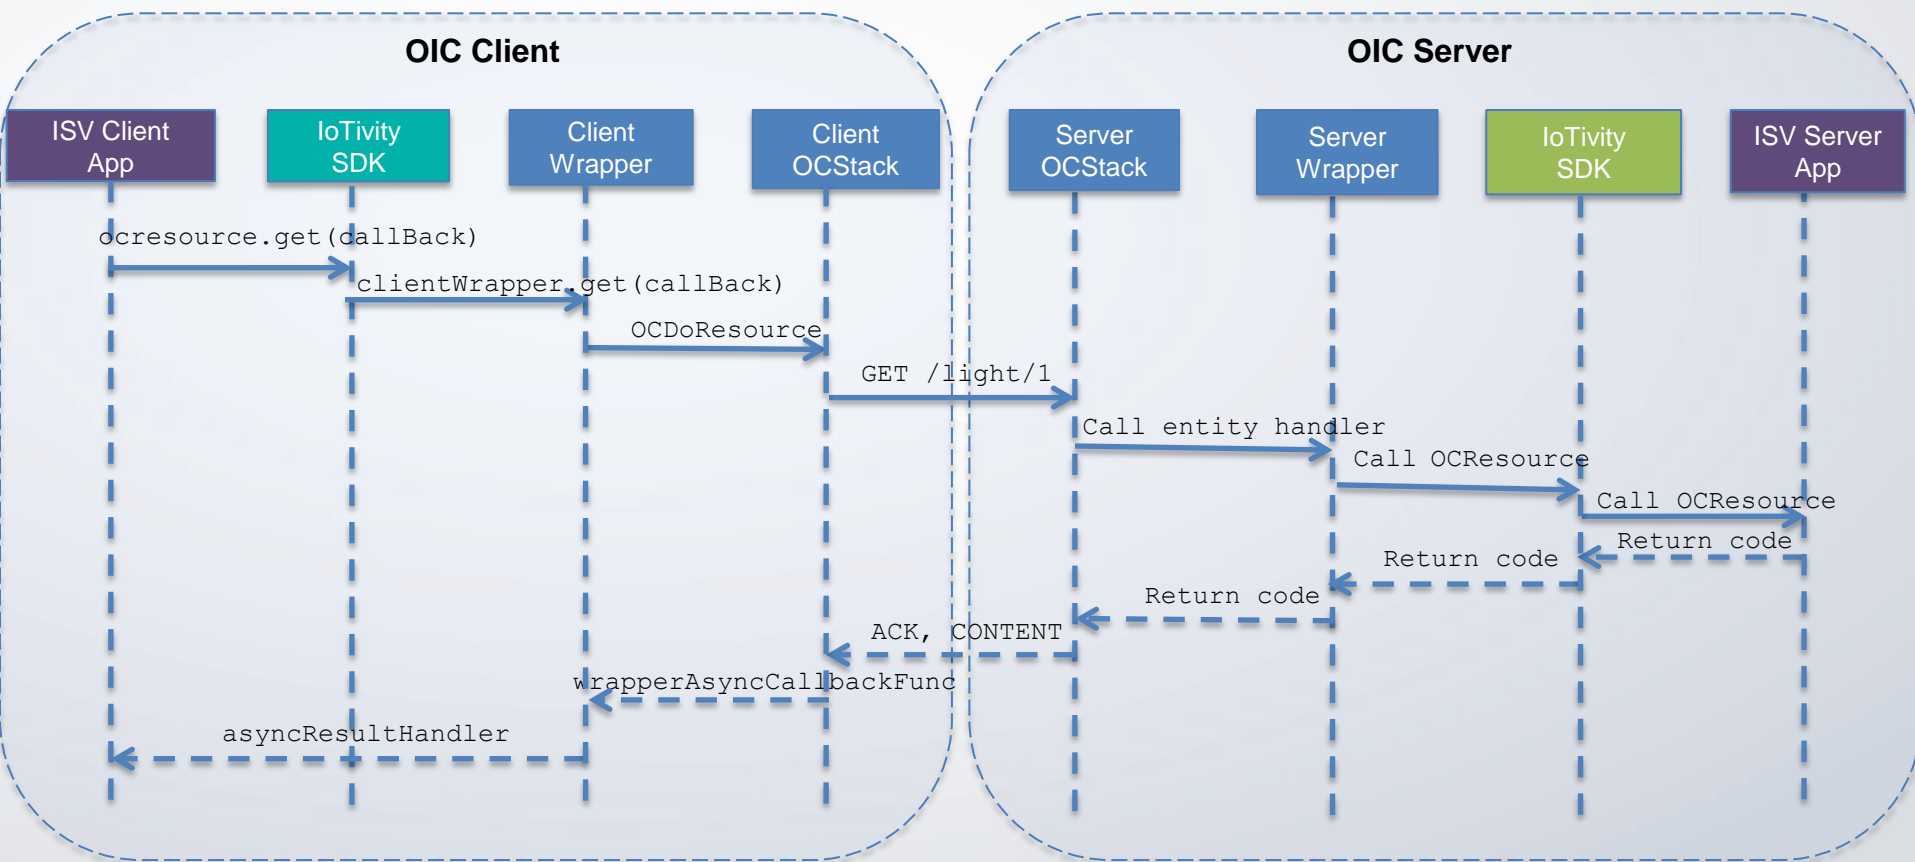 OIC Client
OIC Server
ISV Client
App
IoTivity
SDK
Client
Wrapper
Client
OCStack
Server
OCStack
Server
Wrapper
IoTivity
SDK
ISV Server
App
ocresource.get(callBack)
clientWrapper.get(callBack)
OCDoResource
GET /light/1
Call entity handler
Call OCResource
Call OCResource
Return code
Return code
Return code
ACK, CONTENT
wrapperAsyncCallbackFunc
asyncResultHandler